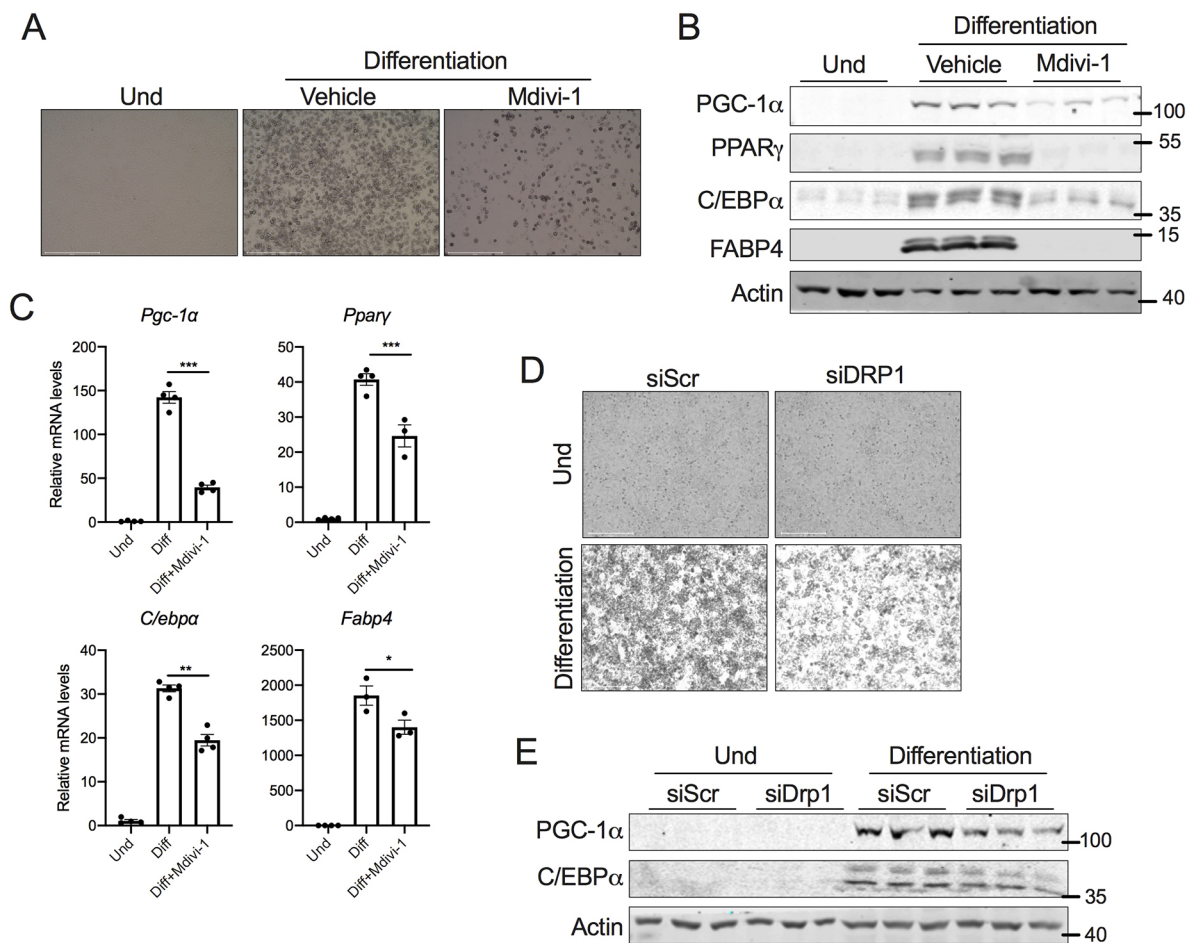 A
Differentiation
Und
Vehicle
Mdivi-1
B
Differentiation
Und
Vehicle
Mdivi-1
PGC-1α
100
PPARγ
55
C/EBPα
35
FABP4
15
Actin
40
C
Pgc-1α
Relative mRNA levels
200
150
100
50
0
***
Und
Diff
Diff+Mdivi-1
Pparγ
50
40
30
20
10
0
***
Und
Diff
Diff+Mdivi-1
C/ebpα
Relative mRNA levels
40
30
20
10
0
**
Und
Diff
Diff+Mdivi-1
Fabp4
2500
2000
1500
1000
500
0
*
Und
Diff
Diff+Mdivi-1
D
siScr
siDRP1
Und
Differentiation
E
Und
Differentiation
siScr
siDrp1
siScr
siDrp1
PGC-1α
100
C/EBPα
35
Actin
40